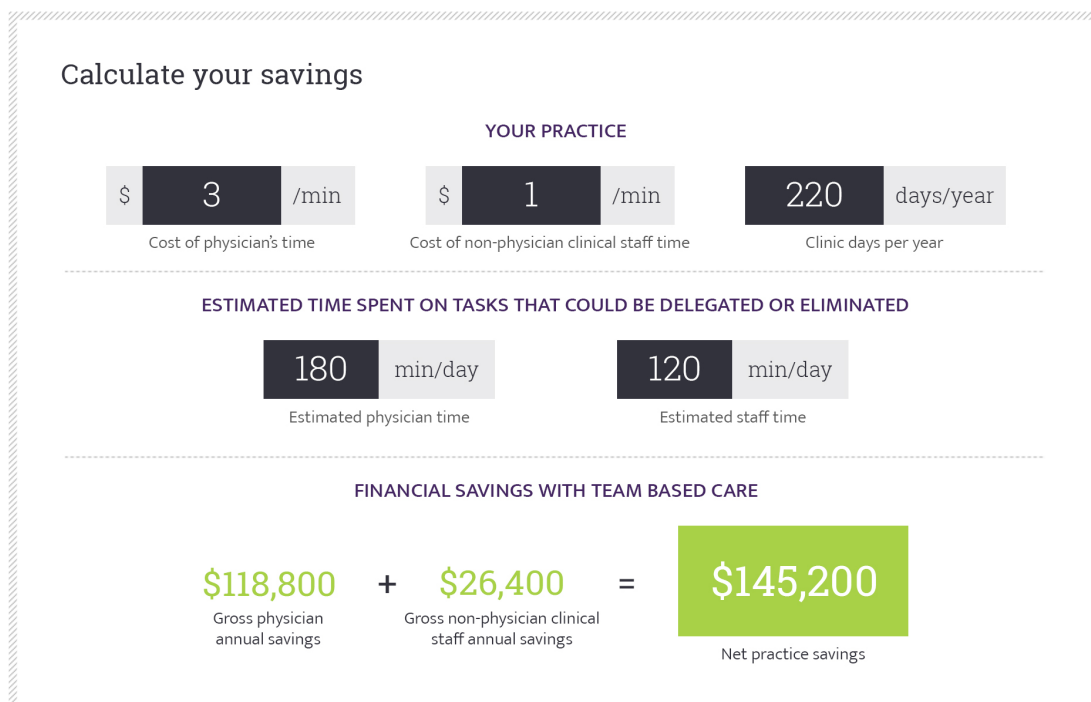 Calculate your savings
YOUR PRACTICE
$ 3 /min
$ 1 /min
220 days/year
Cost of physician’s time
Cost of non-physician clinical staff time
Clinic days per year
ESTIMATED TIME SPENT ON TASKS THAT COULD BE DELEGATED OR ELIMINATED
180 min/day
120 min/day
Estimated physician time
Estimated staff time
FINANCIAL SAVINGS WITH TEAM BASED CARE
$118,800 + $26,400 = $145,200
Gross physician
annual savings
Gross non-physician clinical
staff annual savings
Net practice savings